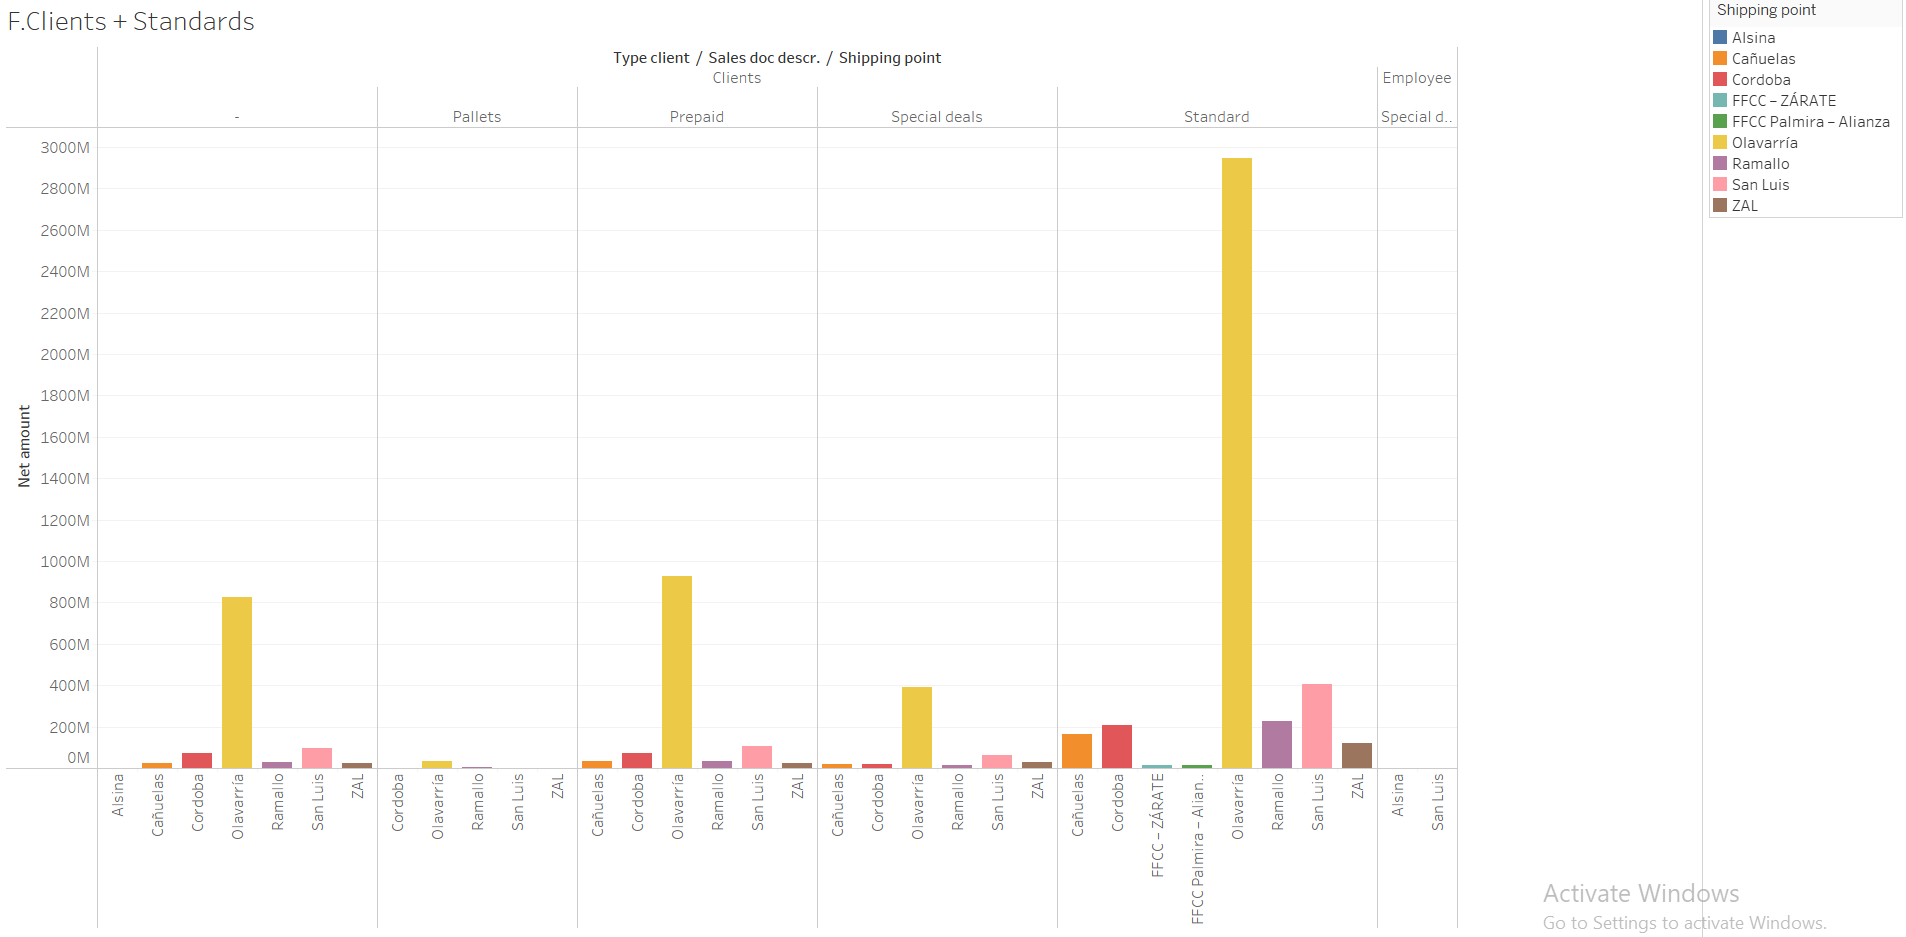 F.Clients + Standards
Type client / Sales doc descr. / Shipping point
Clients
Employee
-
Pallets
Prepaid
Special deals
Standard
Special d..
3000M
2800M
2600M
2400M
2200M
2000M
1800M
1600M
1400M
1200M
1000M
800M
600M
400M
200M
0M
Net amount
Alsina
Cañuelas
Cordoba
Olavarría
Ramallo
San Luis
ZAL
Cordoba
Olavarría
Ramallo
San Luis
ZAL
Cañuelas
Cordoba
Olavarría
Ramallo
San Luis
ZAL
Cañuelas
Cordoba
Olavarría
Ramallo
San Luis
ZAL
Cañuelas
Cordoba
FFCC – ZÁRATE
FFCC Palmira – Alian..
Olavarría
Ramallo
San Luis
ZAL
Alsina
San Luis
Shipping point
Alsina
Cañuelas
Cordoba
FFCC – ZÁRATE
FFCC Palmira – Alianza
Olavarría
Ramallo
San Luis
ZAL
Activate Windows
Go to Settings to activate Windows.